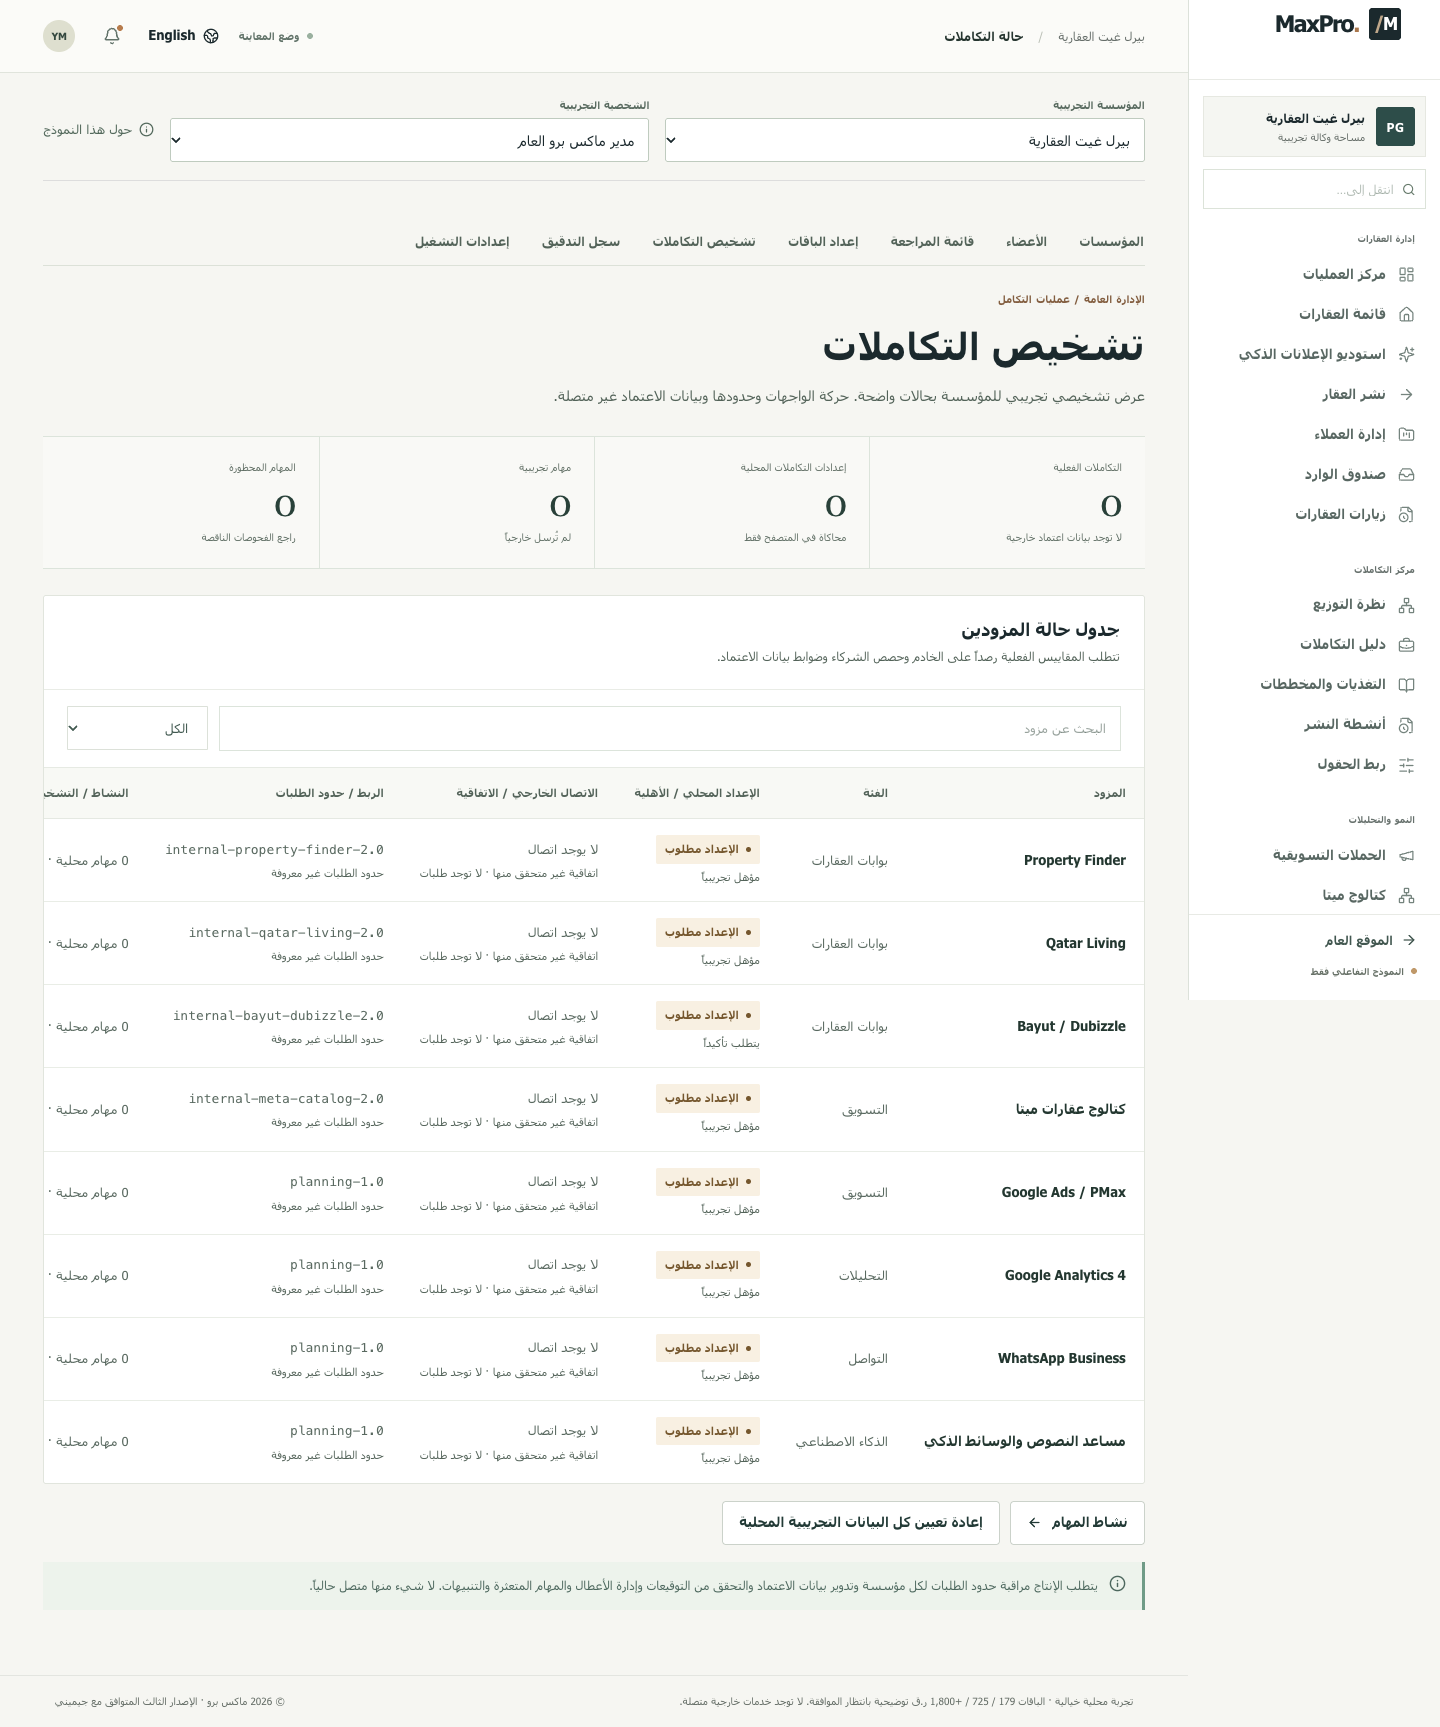 MaxPro.
/M
بيرل غيت العقارية
مساحة وكالة تجريبية
PG
انتقل إلى...
إدارة العقارات
مركز العمليات
قائمة العقارات
استوديو الإعلانات الذكي
نشر العقار
إدارة العملاء
صندوق الوارد
زيارات العقارات
مركز التكاملات
نظرة التوزيع
دليل التكاملات
التغذيات والمخططات
أنشطة النشر
ربط الحقول
النمو والتحليلات
الحملات التسويقية
كتالوج ميتا
الموقع العام
النموذج التفاعلي فقط
بيرل غيت العقارية / حالة التكاملات
وضع المعاينة
English
YM
المؤسسة التجريبية
بيرل غيت العقارية
الشخصية التجريبية
مدير ماكس برو العام
حول هذا النموذج
المؤسسات الأعضاء قائمة المراجعة إعداد الباقات تشخيص التكاملات سجل التدقيق إعدادات التشغيل
الإدارة العامة / عمليات التكامل
تشخيص التكاملات
عرض تشخيصي تجريبي للمؤسسة بحالات واضحة. حركة الواجهات وحدودها وبيانات الاعتماد غير متصلة.
التكاملات الفعلية
0
لا توجد بيانات اعتماد خارجية
إعدادات التكاملات المحلية
0
محاكاة في المتصفح فقط
مهام تجريبية
0
لم تُرسل خارجياً
المهام المحظورة
0
راجع الفحوصات الناقصة
جدول حالة المزودين
تتطلب المقاييس الفعلية رصداً على الخادم وحصص الشركاء وضوابط بيانات الاعتماد.
البحث عن مزود
الكل
المزود الفئة الإعداد المحلي / الأهلية الاتصال الخارجي / الاتفاقية الربط / حدود الطلبات النشاط /
Property Finder بوابات العقارات الإعداد مطلوب لا يوجد اتصال internal-property-finder-2.0 0 مهام محلية ·
مؤهل تجريبياً اتفاقية غير متحقق منها · لا توجد طلبات حدود الطلبات غير معروفة
Qatar Living بوابات العقارات الإعداد مطلوب لا يوجد اتصال internal-qatar-living-2.0 0 مهام محلية ·
مؤهل تجريبياً اتفاقية غير متحقق منها · لا توجد طلبات حدود الطلبات غير معروفة
Bayut / Dubizzle بوابات العقارات الإعداد مطلوب لا يوجد اتصال internal-bayut-dubizzle-2.0 0 مهام محلية ·
يتطلب تأكيداً اتفاقية غير متحقق منها · لا توجد طلبات حدود الطلبات غير معروفة
كتالوج عقارات ميتا التسويق الإعداد مطلوب لا يوجد اتصال internal-meta-catalog-2.0 0 مهام محلية ·
مؤهل تجريبياً اتفاقية غير متحقق منها · لا توجد طلبات حدود الطلبات غير معروفة
Google Ads / PMax التسويق الإعداد مطلوب لا يوجد اتصال planning-1.0 0 مهام محلية ·
مؤهل تجريبياً اتفاقية غير متحقق منها · لا توجد طلبات حدود الطلبات غير معروفة
Google Analytics 4 التحليلات الإعداد مطلوب لا يوجد اتصال planning-1.0 0 مهام محلية ·
مؤهل تجريبياً اتفاقية غير متحقق منها · لا توجد طلبات حدود الطلبات غير معروفة
WhatsApp Business التواصل الإعداد مطلوب لا يوجد اتصال planning-1.0 0 مهام محلية ·
مؤهل تجريبياً اتفاقية غير متحقق منها · لا توجد طلبات حدود الطلبات غير معروفة
مساعد النصوص والوسائط الذكي الذكاء الاصطناعي الإعداد مطلوب لا يوجد اتصال planning-1.0 0 مهام محلية ·
مؤهل تجريبياً اتفاقية غير متحقق منها · لا توجد طلبات حدود الطلبات غير معروفة
نشاط المهام
إعادة تعيين كل البيانات التجريبية المحلية
يتطلب الإنتاج مراقبة حدود الطلبات لكل مؤسسة وتدوير بيانات الاعتماد والتحقق من التوقيعات وإدارة الأعطال والمهام المتعثرة والتنبيهات. لا شيء منها متصل حالياً.
تجربة محلية خيالية · الباقات 179 / 725 / +1,800 ر.ق توضيحية بانتظار الموافقة. لا توجد خدمات خارجية متصلة.
© 2026 ماكس برو · الإصدار الثالث المتوافق مع جيميني